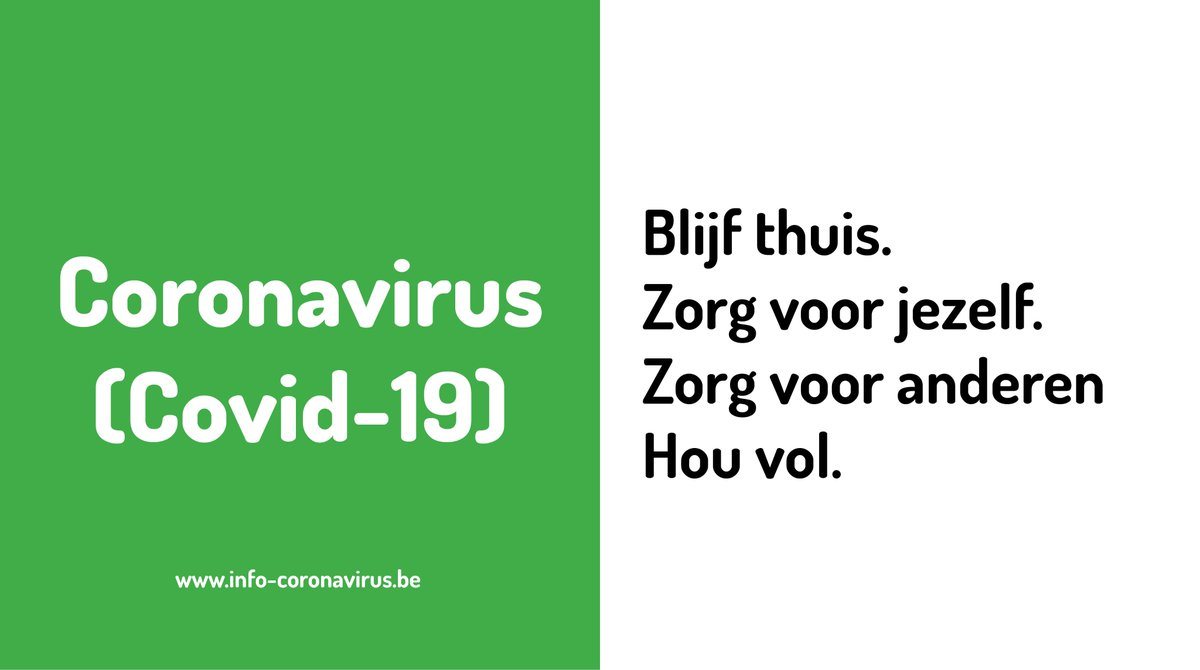 Coronavirus
(Covid-19)
www.info-coronavirus.be
Blijf thuis.
Zorg voor jezelf.
Zorg voor anderen
Hou vol.